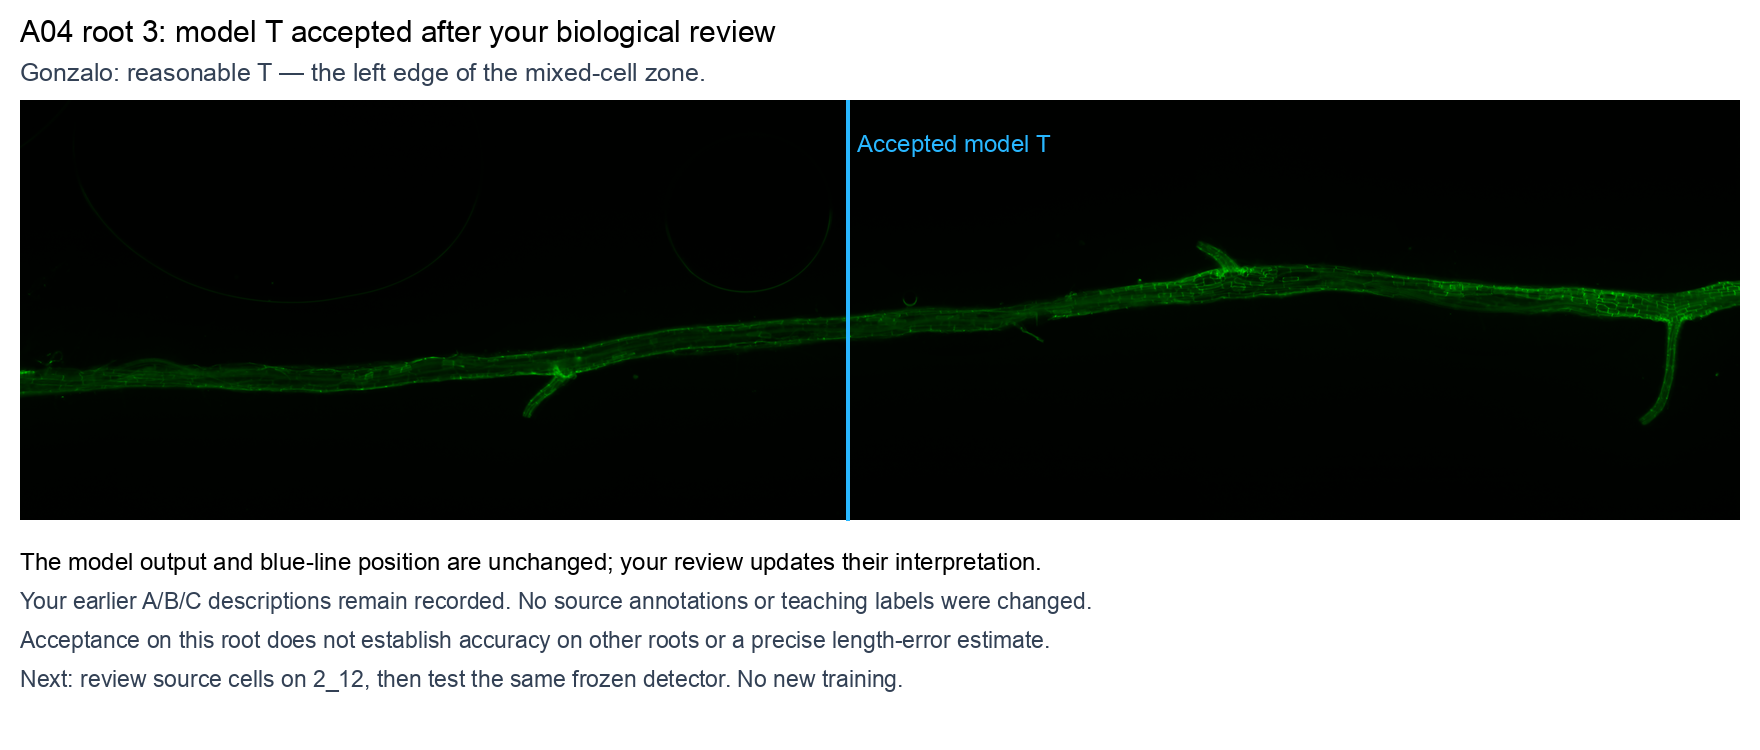 A04 root 3: model T accepted after your biological review
Gonzalo: reasonable T — the left edge of the mixed-cell zone.
Accepted model T
The model output and blue-line position are unchanged; your review updates their interpretation.
Your earlier A/B/C descriptions remain recorded. No source annotations or teaching labels were changed.
Acceptance on this root does not establish accuracy on other roots or a precise length-error estimate.
Next: review source cells on 2_12, then test the same frozen detector. No new training.